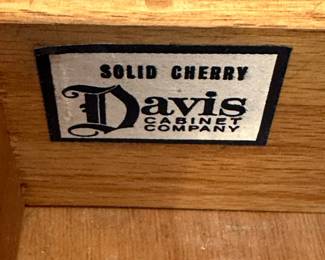 SOLID CHERRY
Davis
CABINET
COMPANY